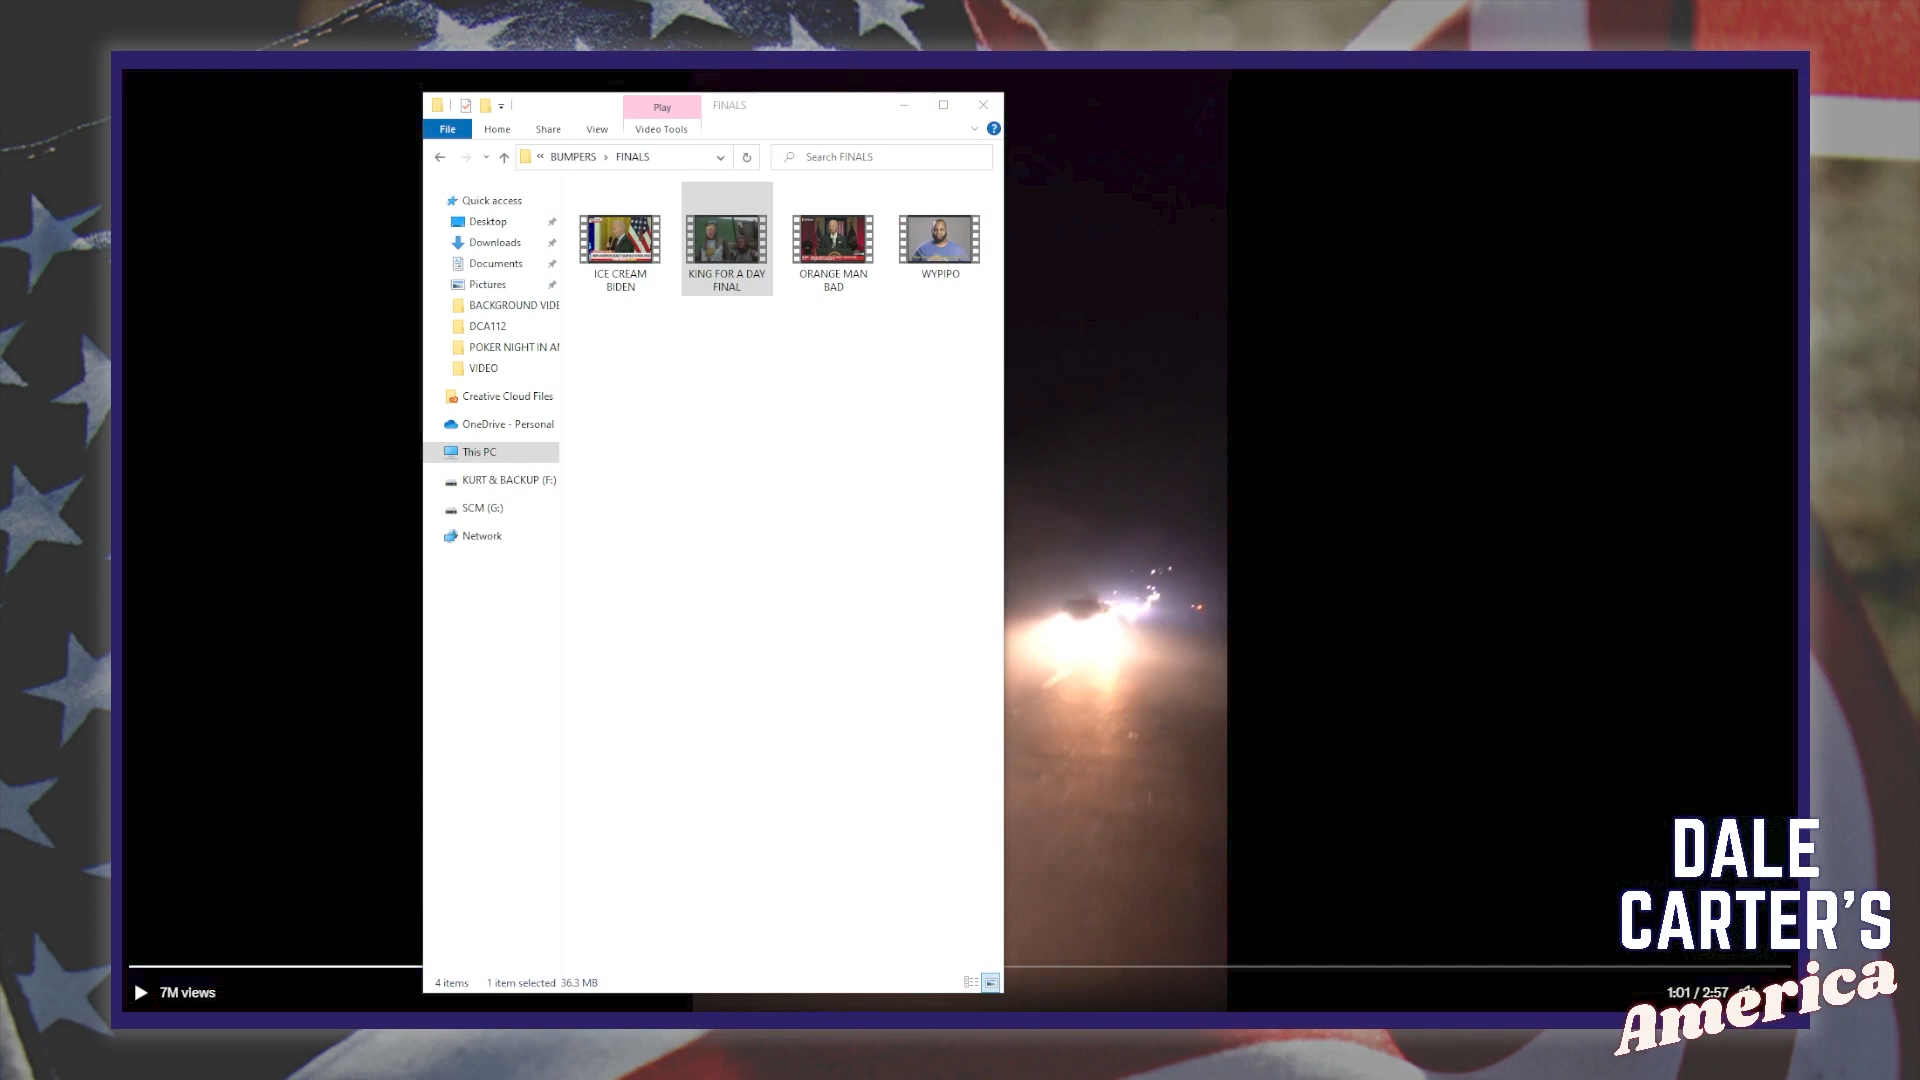 Play
FINALS
File
Home
Share
View
Video Tools
?
« BUMPERS > FINALS
Search FINALS
Quick access
Desktop
Downloads
Documents
Pictures
BACKGROUND VIDE
DCA112
POKER NIGHT IN A
VIDEO
Creative Cloud Files
OneDrive - Personal
This PC
KURT & BACKUP (F:)
SCM (G:)
Network
ICE CREAM
BIDEN
KING FOR A DAY
FINAL
ORANGE MAN
BAD
WYPIPO
4 items
1 item selected 36.3 MB
7M views
1:01 / 2:57
DALE
CARTER'S
America